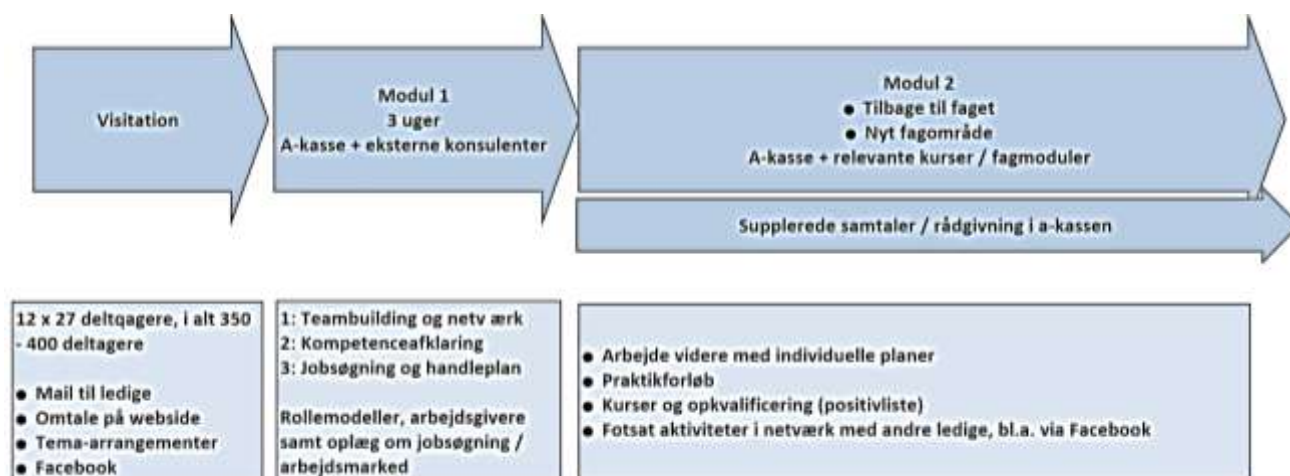 Visitation
Modul 1
3 uger
A-kasse + eksterne konsulenter
Modul 2
● Tilbage til faget
● Nyt fagområde
A-kasse + relevante kurser / fagmoduler
Supplerede samtaler / rådgivning i a-kassen
12 x 27 deltqagere, i alt 350
- 400 deltagere
● Mail til ledige
● Omtale på webside
● Tema-arrangementer
● Facebook
1: Teambuilding og netv ærk
2: Kompetenceafklaring
3: Jobsøgning og handleplan
Rollemodeller, arbejdsgivere
samt oplæg om jobsøgning /
arbejdsmarked
● Arbejde videre med individuelle planer
● Praktikforløb
● Kurser og opkvalificering (positivliste)
● Fotsat aktiviteter i netværk med andre ledige, bl.a. via Facebook